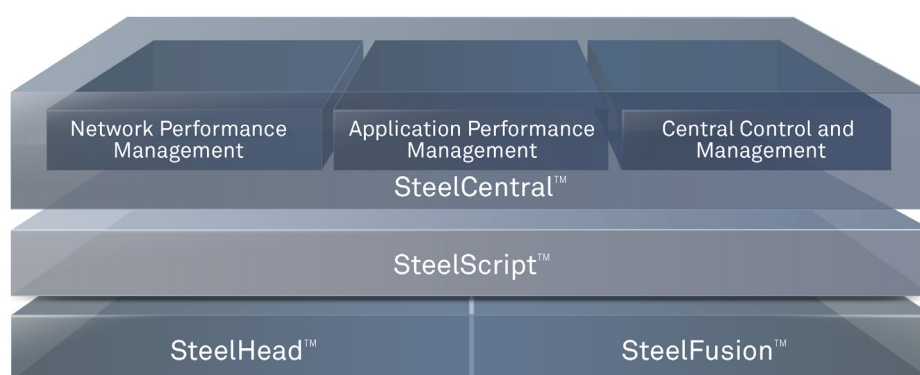 Network Performance
Management
Application Performance
Management
Central Control and
Management
SteelCentral™
SteelScript™
SteelHead™
SteelFusion™